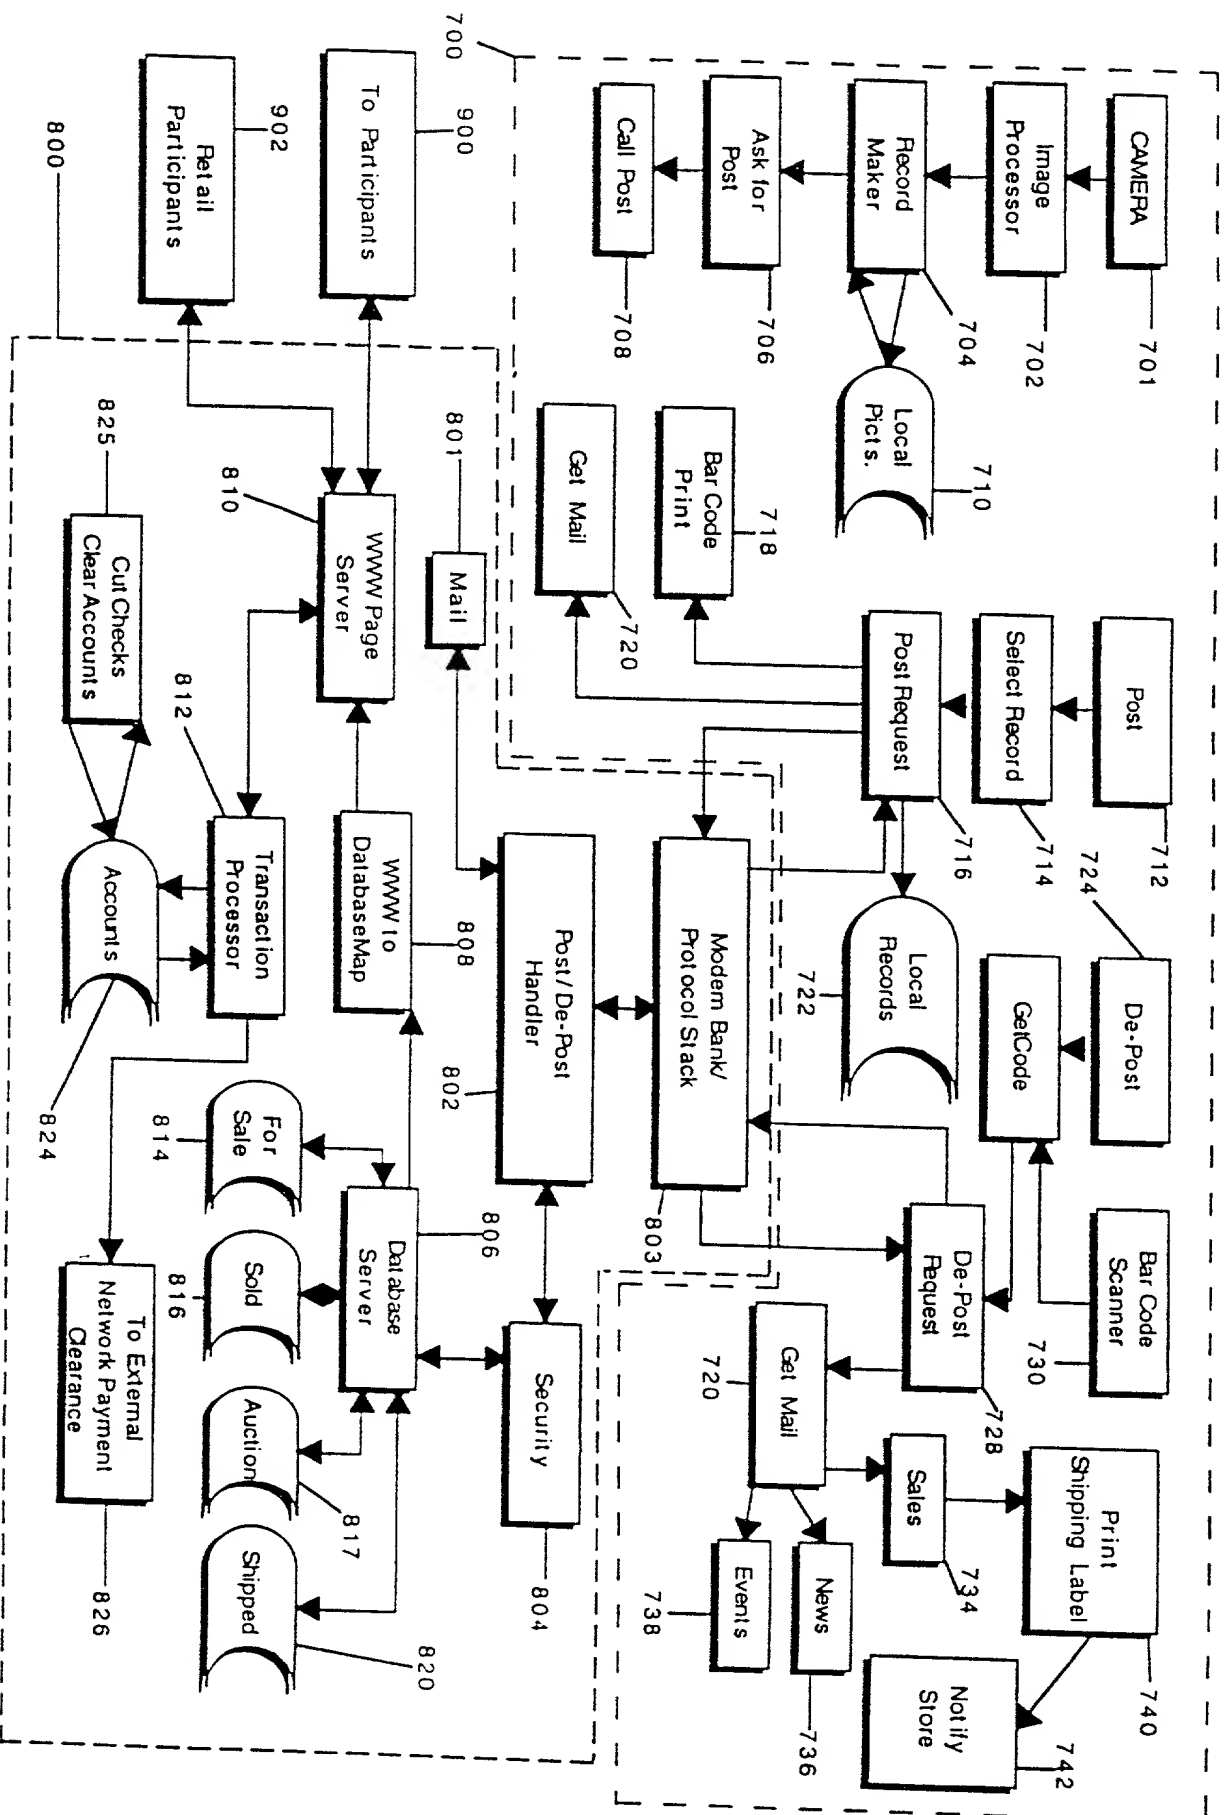 700
CAMERA
701
Image
Processor
702
Record
Maker
704
Ask for
Post
706
Call Post
708
Local
Picts.
710
Post
712
Select Record
714
Post Request
716
Bar Code
Print
718
Get Mail
720
Local
Records
722
De-Post
724
GetCode
Bar Code
Scanner
730
De-Post
Request
728
Get Mail
720
Sales
734
News
736
Events
738
Print
Shipping Label
740
Notify
Store
742
To Participants
900
Retail
Participants
902
800
Mail
801
Modem Bank/
Protocol Stack
803
Post/De-Post
Handler
802
Security
804
WWW Page
Server
810
WWW to
DatabaseMap
808
Database
Server
806
Cut Checks
Clear Accounts
825
Transaction
Processor
812
Accounts
824
For
Sale
814
Sold
816
Auction
817
Shipped
820
To External
Network Payment
Clearance
826